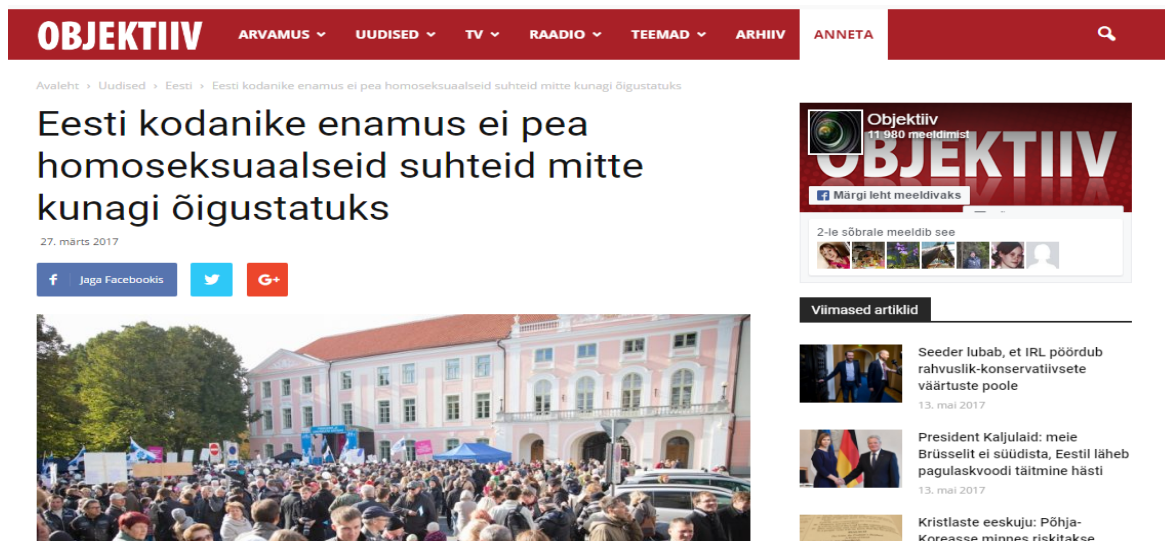 OBJEKTIIV
ARVAMUS
UUDISED
TV
RAADIO
TEEMAD
ARHIIV
ANNETA
Avaleht › Uudised › Eesti › Eesti kodanike enamus ei pea homoseksuaalseid suhteid mitte kunagi õigustatuks
Eesti kodanike enamus ei pea
homoseksuaalseid suhteid mitte
kunagi õigustatuks
27. märts 2017
f Jaga Facebookis
G+
Objektiiv
11 980 meeldimist
OBJEKTIIV
Märgi leht meeldivaks
2-le sõbrale meeldib see
Viimased artiklid
Seeder lubab, et IRL pöördub
rahvuslik-konservatiivsete
väärtuste poole
13. mai 2017
President Kaljulaid: meie
Brüsselit ei süüdista, Eestil läheb
pagulaskvoodi täitmine hästi
13. mai 2017
Kristlaste eeskuju: Põhja-
Koreasse minnes riskitakse